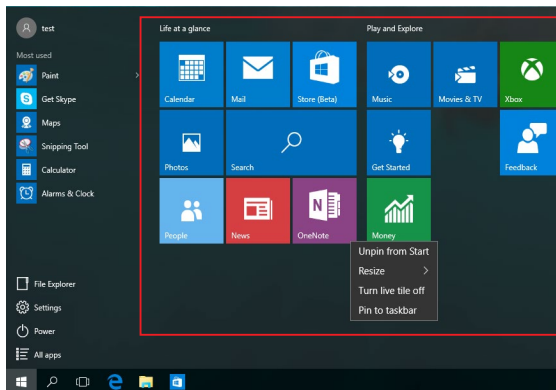 test
Most used
Paint
Get Skype
Maps
Snipping Tool
Calculator
Alarms & Clock
File Explorer
Settings
Power
All apps
Life at a glance
Calendar
Mail
Store (Beta)
Photos
Search
People
News
OneNote
Play and Explore
Music
Movies & TV
Xbox
Get Started
Feedback
Money
Unpin from Start
Resize
Turn live tile off
Pin to taskbar